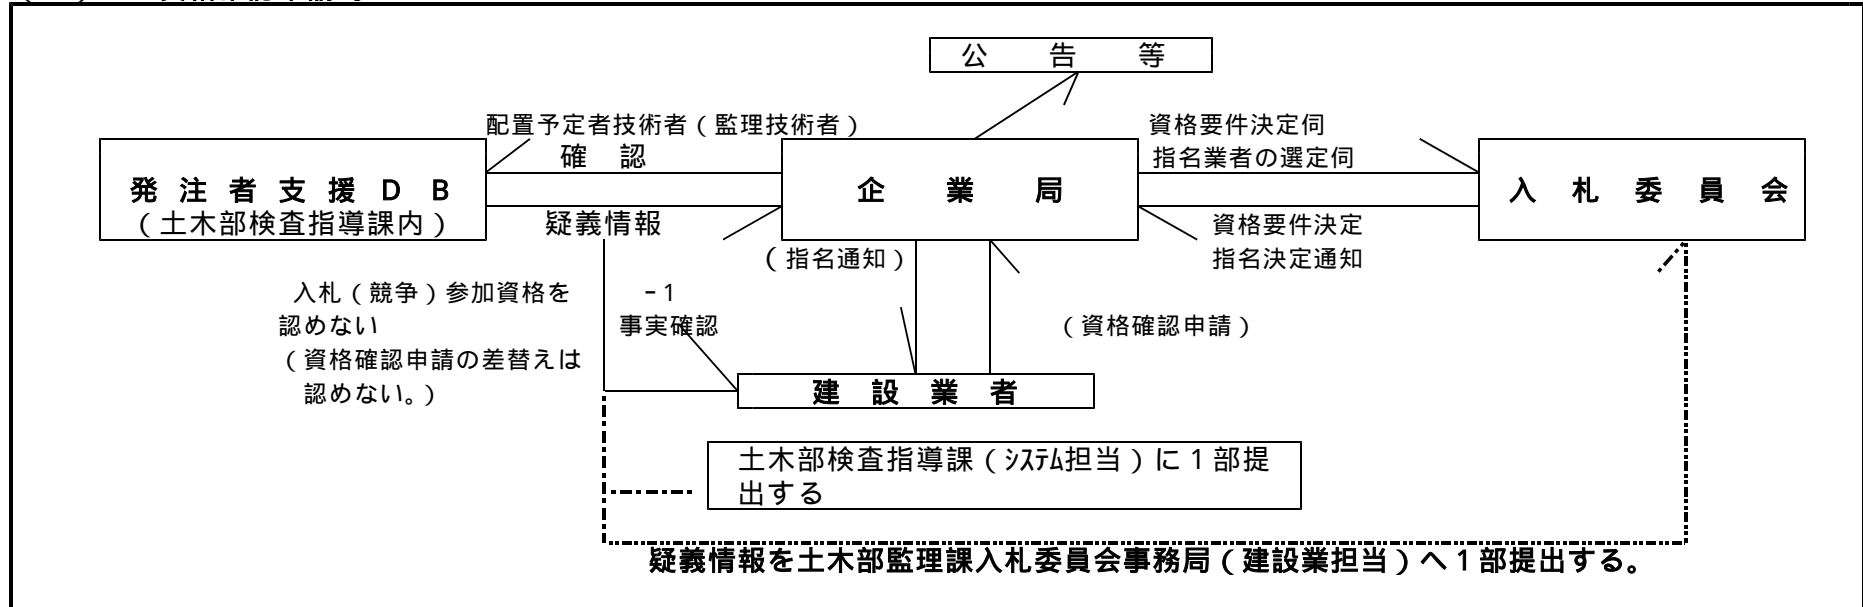 公 告 等
配置予定者技術者（監理技術者）
確 認
資格要件決定伺
指名業者の選定伺
発 注 者 支 援 Ｄ Ｂ
（土木部検査指導課内）
企 業 局
入 札 委 員 会
疑義情報
（指名通知）
資格要件決定
指名決定通知
入札（競争）参加資格を
認めない
（資格確認申請の差替えは
認めない。）
－１
事実確認
（資格確認申請）
建 設 業 者
土木部検査指導課（ｼｽﾃﾑ担当）に１部提
出する
疑義情報を土木部監理課入札委員会事務局（建設業担当）へ１部提出する。